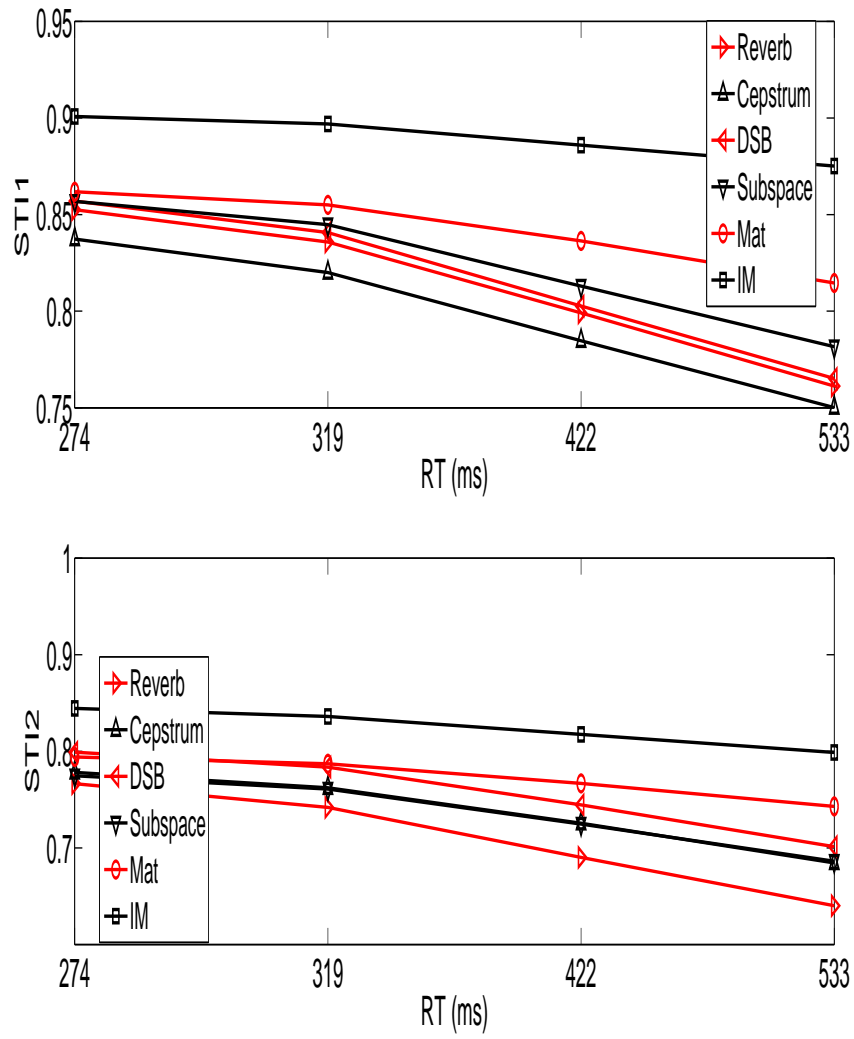 0.95
0.9
0.85
0.8
0.75
STI1
Reverb
Cepstrum
DSB
Subspace
Mat
IM
274
319
422
533
RT (ms)
1
0.9
0.8
0.7
STI2
Reverb
Cepstrum
DSB
Subspace
Mat
IM
274
319
422
533
RT (ms)